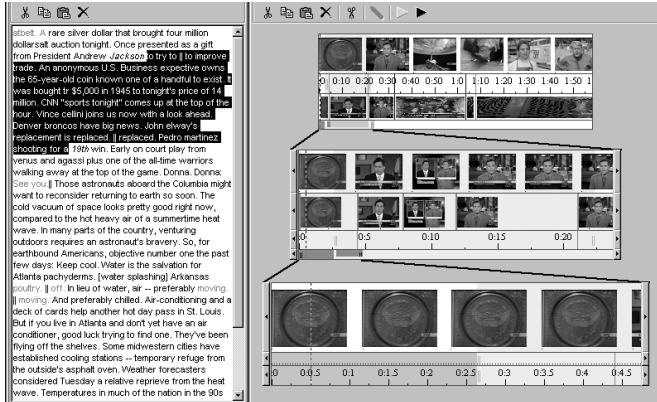 atbelt. A rare silver dollar that brought four million
dollarsalt auction tonight. Once presented as a gift
from President Andrew Jackson to try to || to improve
trade. An anonymous U.S. Business expective owns
the 65-year-old coin known one of a handful to exist. It
was bought tr $5,000 in 1945 to tonight's price of 14
million. CNN "sports tonight" comes up at the top of the
hour. Vince cellini joins us now with a look ahead.
Denver broncos have big news. John elway's
replacement is replaced. || replaced. Pedro martinez
shooting for a 19th win. Early on court play from
venus and agassi plus one of the all-time warriors
walking away at the top of the game. Donna. Donna:
See you.|| Those astronauts aboard the Columbia might
want to reconsider returning to earth so soon. The
cold vacuum of space looks pretty good right now,
compared to the hot heavy air of a summertime heat
wave. In many parts of the country, venturing
outdoors requires an astronaut's bravery. So, for
earthbound Americans, objective number one the past
few days: Keep cool. Water is the salvation for
Atlanta pachyderms. [water splashing] Arkansas
poultry. || off. In lieu of water, air -- preferably moving.
|| moving. And preferably chilled. Air-conditioning and a
deck of cards help another hot day pass in St. Louis.
But if you live in Atlanta and don't yet have an air
conditioner, good luck trying to find one. They've been
flying off the shelves. Some midwestern cities have
established cooling stations -- temporary refuge from
the outside's asphalt oven. Weather forecasters
considered Tuesday a relative reprieve from the heat
wave. Temperatures in much of the nation in the 90s
0 0:10 0:20 0:30 0:40 0:50 1:0 1:10 1:20 1:30 1:40 1:50 1
:0 0:5 0:10 0:15 0:20
:0 0:0.5 0:1 0:1.5 0:2 0:2.5 0:3 0:3.5 0:4 0:4.5